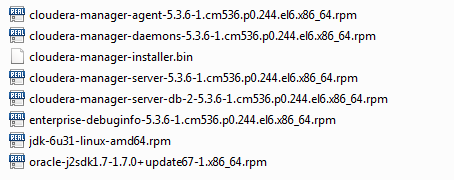 cloudera-manager-agent-5.3.6-1.cm536.p0.244.el6.x86_64.rpm
cloudera-manager-daemons-5.3.6-1.cm536.p0.244.el6.x86_64.rpm
cloudera-manager-installer.bin
cloudera-manager-server-5.3.6-1.cm536.p0.244.el6.x86_64.rpm
cloudera-manager-server-db-2-5.3.6-1.cm536.p0.244.el6.x86_64.rpm
enterprise-debuginfo-5.3.6-1.cm536.p0.244.el6.x86_64.rpm
jdk-6u31-linux-amd64.rpm
oracle-j2sdk1.7-1.7.0+update67-1.x86_64.rpm